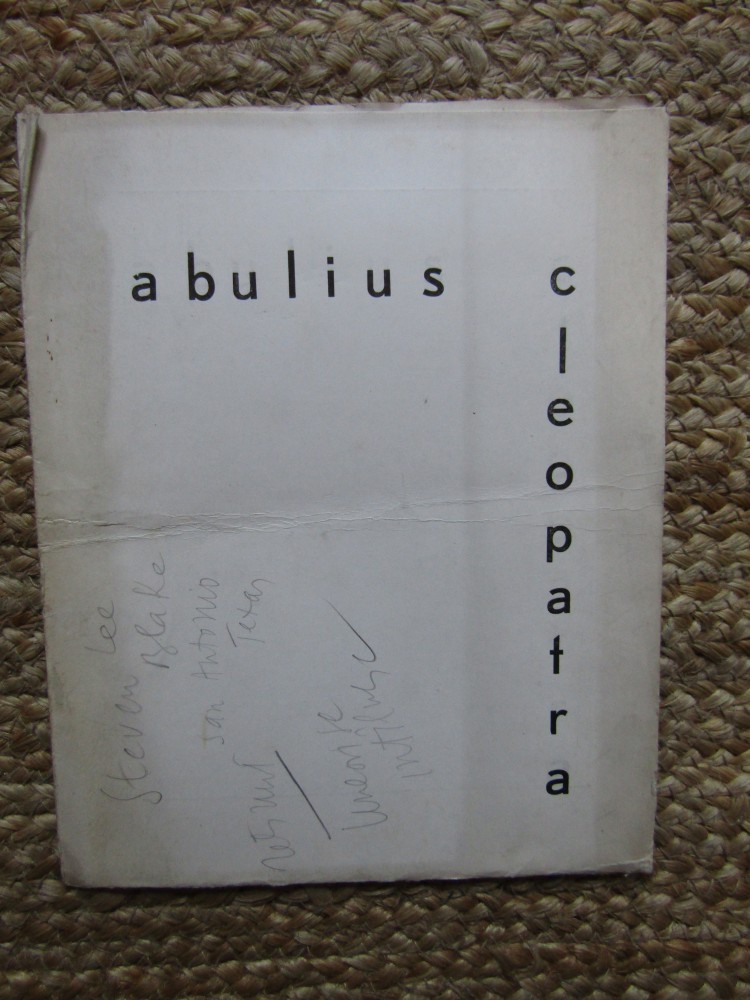 abulius
cleopatra
Steven Lee
Blake
San Antonio
Texas